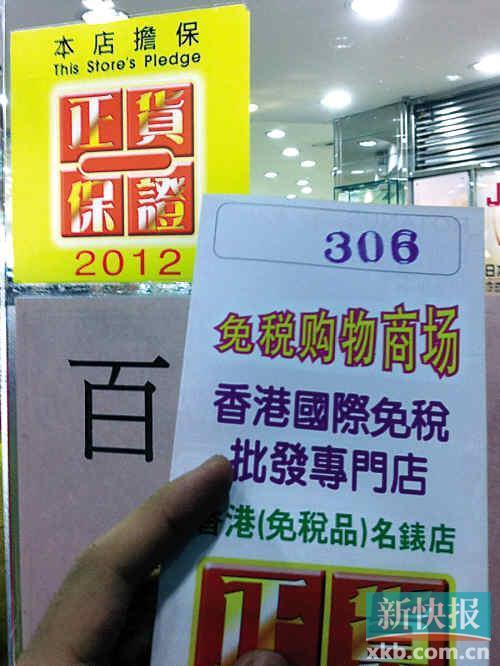 本店擔保
This Store's Pledge
正貨
保證
2012
百
306
免税购物商场
香港國際免稅
批發專門店
香港(免稅品)名錶店
正
新快报
xkb.com.cn